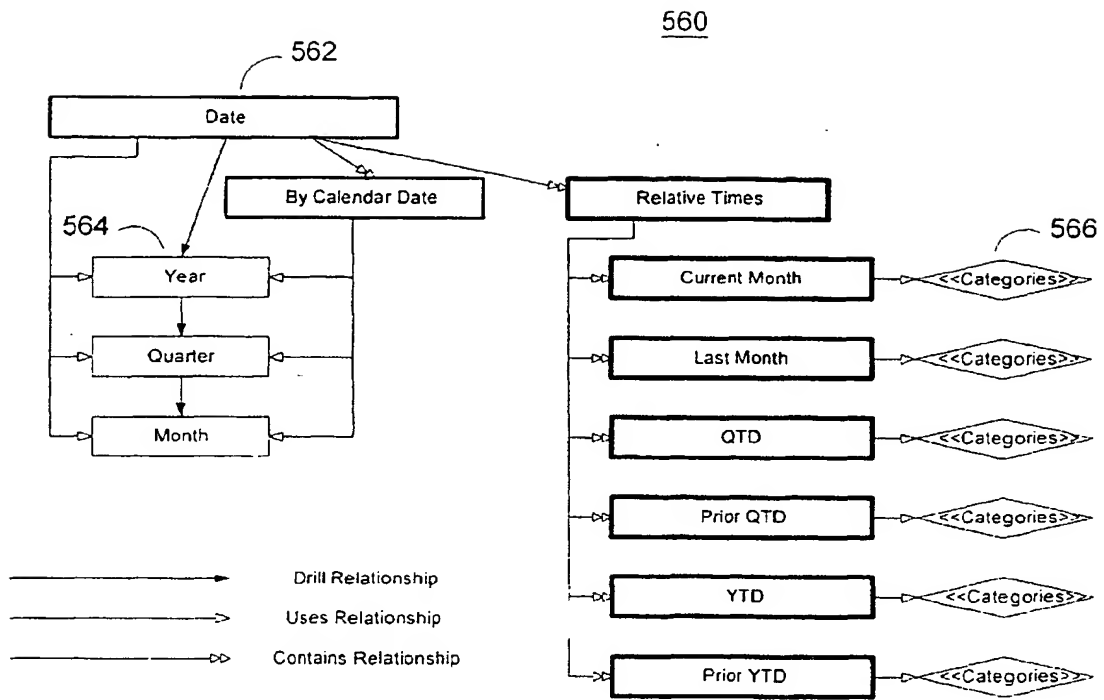 560
562
Date
By Calendar Date
Relative Times
564
566
Year
Current Month
<<Categories>>
Quarter
Last Month
<<Categories>>
Month
QTD
<<Categories>>
Prior QTD
<<Categories>>
Drill Relationship
YTD
<<Categories>>
Uses Relationship
Contains Relationship
Prior YTD
<<Categories>>